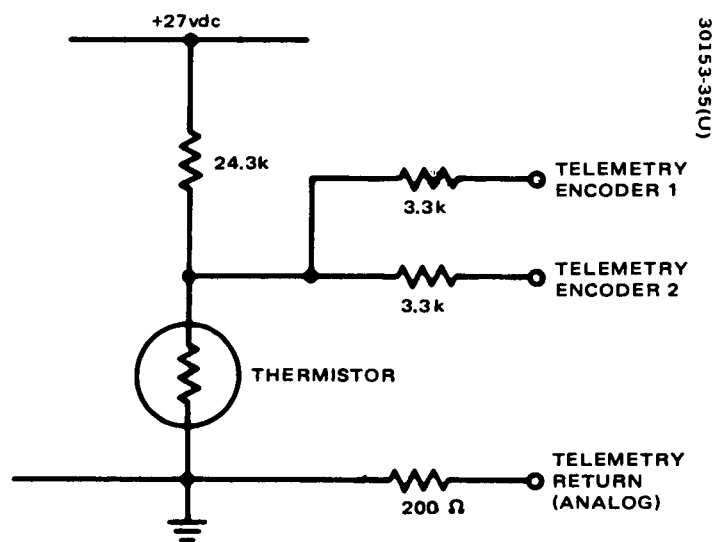 +27vdc
30153-35(U)
24.3k
TELEMETRY
ENCODER 1
3.3k
TELEMETRY
ENCODER 2
3.3k
THERMISTOR
TELEMETRY
RETURN
(ANALOG)
200 Ω